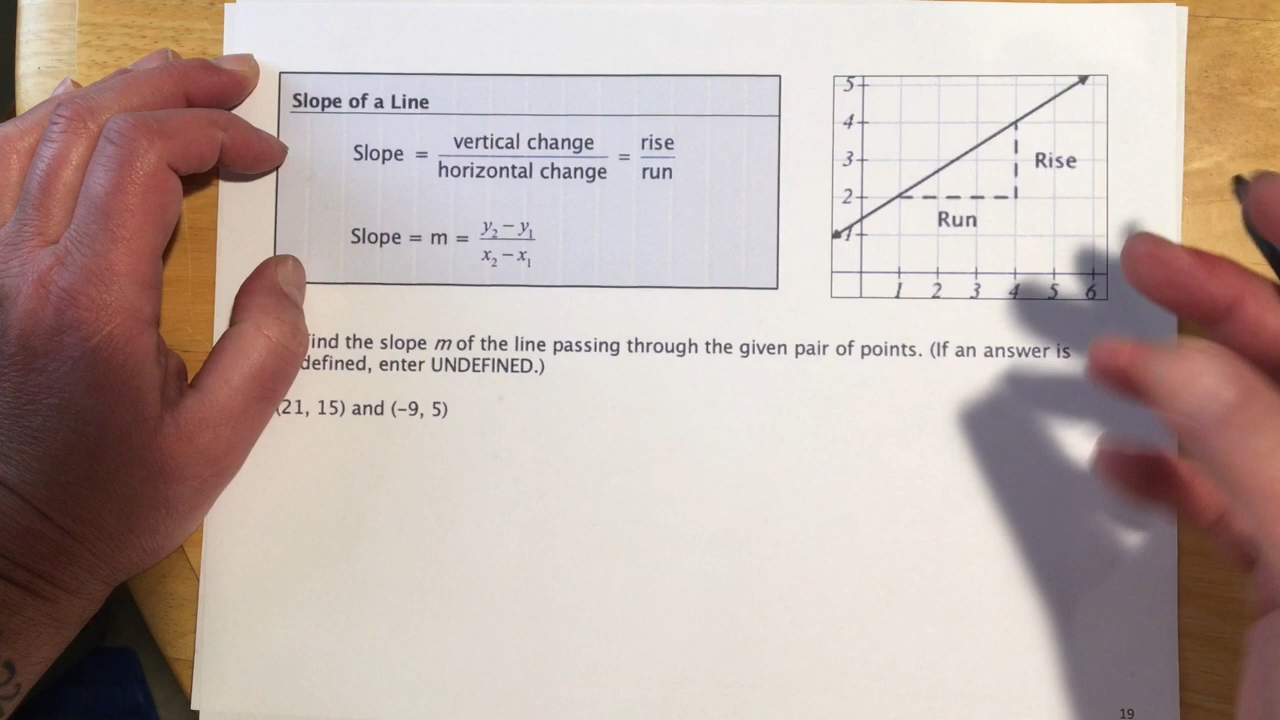 Slope of a Line
Slope = vertical change / horizontal change = rise / run
Slope = m = y₂ − y₁ / x₂ − x₁
5
4
3
2
1
Rise
Run
1 2 3 4 5 6
ind the slope m of the line passing through the given pair of points. (If an answer is
defined, enter UNDEFINED.)
(21, 15) and (−9, 5)
19